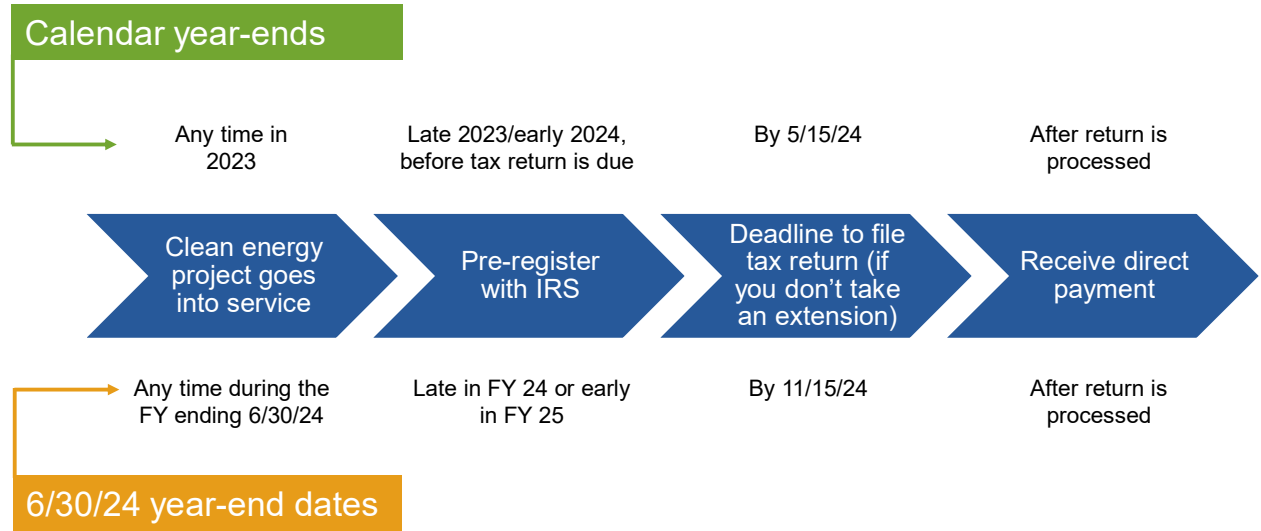 Calendar year-ends
Any time in
2023
Late 2023/early 2024,
before tax return is due
By 5/15/24
After return is
processed
Clean energy
project goes
into service
Pre-register
with IRS
Deadline to file
tax return (if
you don’t take
an extension)
Receive direct
payment
Any time during the
FY ending 6/30/24
Late in FY 24 or early
in FY 25
By 11/15/24
After return is
processed
6/30/24 year-end dates